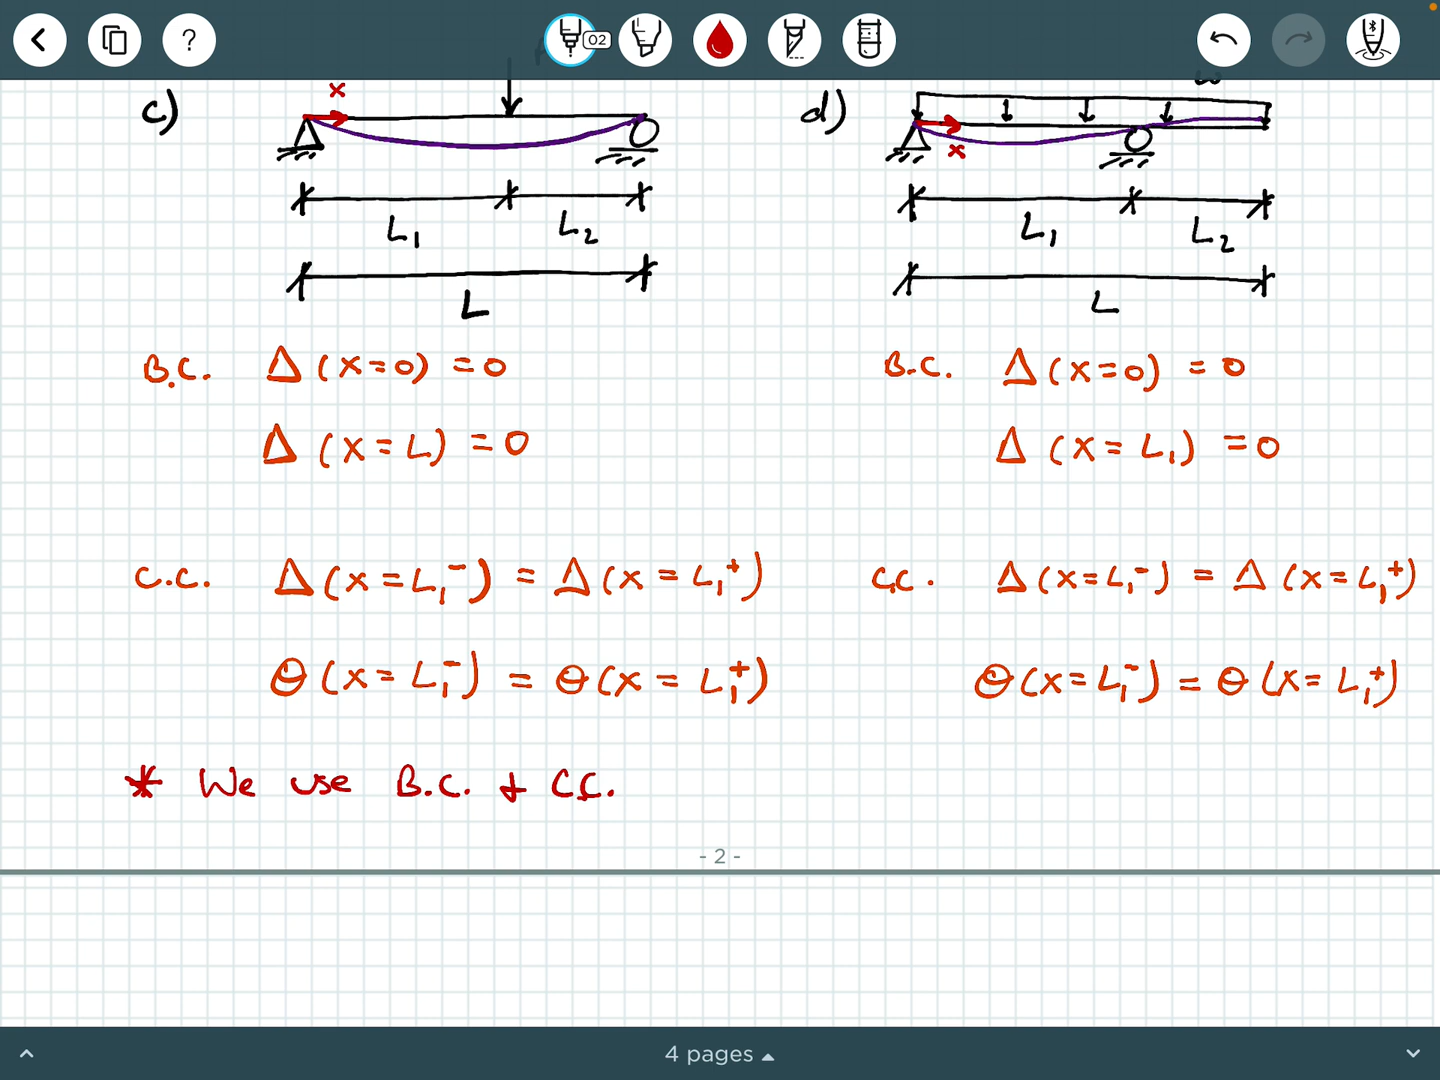 02
c) x
d) ω
x
L₁ L₂
L₁ L₂
L
L
B.C. Δ(x=0) = 0
B.C. Δ(x=0) = 0
Δ(x=L) = 0
Δ(x=L₁) = 0
C.C. Δ(x=L₁⁻) = Δ(x=L₁⁺)
C.C. Δ(x=L₁⁻) = Δ(x=L₁⁺)
θ(x=L₁⁻) = θ(x=L₁⁺)
θ(x=L₁⁻) = θ(x=L₁⁺)
* We use B.C. + C.C.
- 2 -
4 pages